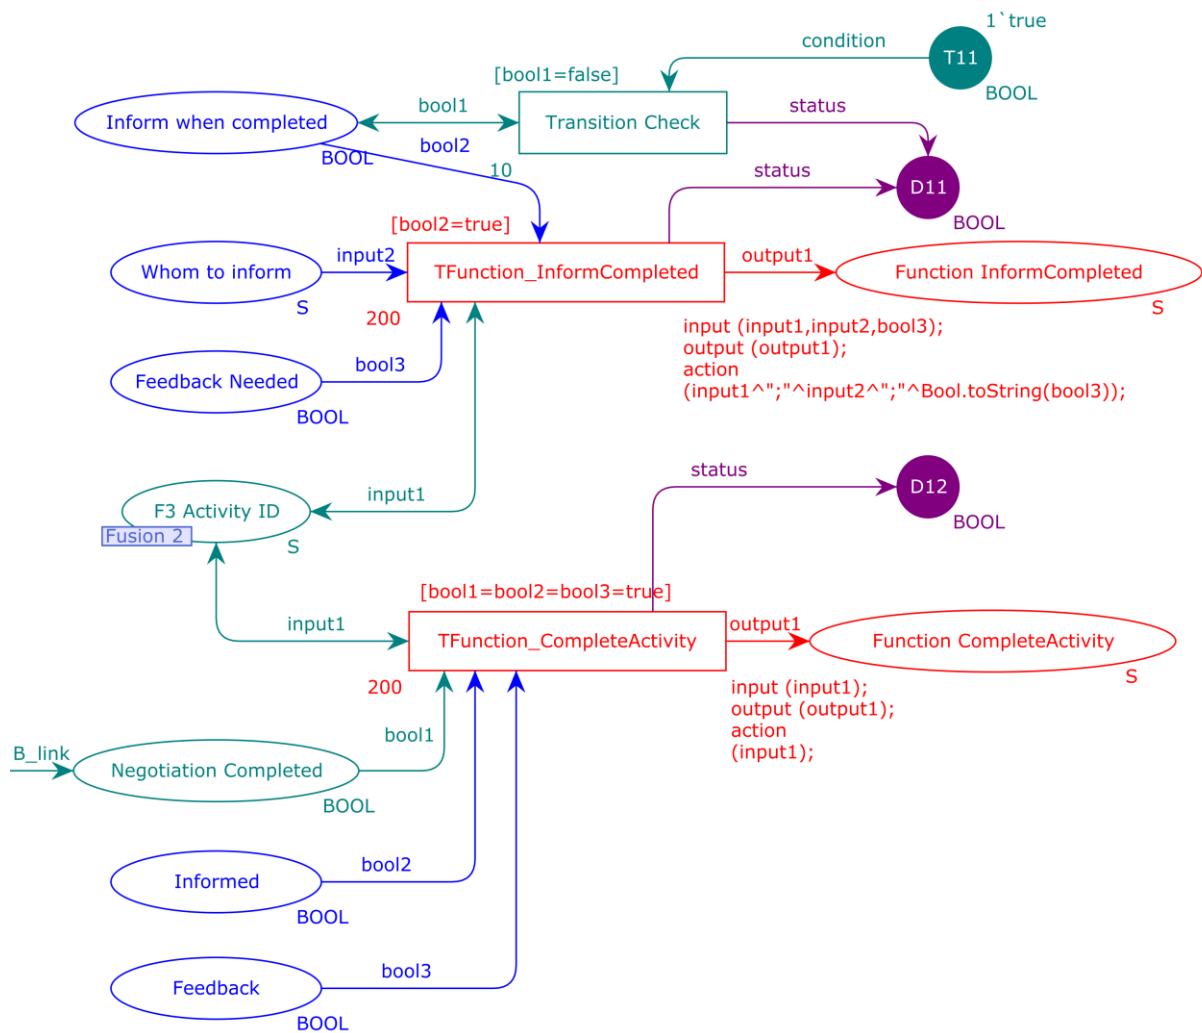 1`true
condition
T11
[bool1=false]
BOOL
bool1
status
Inform when completed
Transition Check
bool2
BOOL
10
status
D11
[bool2=true]
BOOL
input2
output1
Whom to inform
TFunction_InformCompleted
Function InformCompleted
S
200
S
input (input1,input2,bool3);
output (output1);
action
(input1^";"^input2^";"^Bool.toString(bool3));
bool3
Feedback Needed
BOOL
status
D12
input1
F3 Activity ID
BOOL
Fusion 2
S
[bool1=bool2=bool3=true]
input1
output1
TFunction_CompleteActivity
Function CompleteActivity
S
200
input (input1);
output (output1);
action
(input1);
bool1
B_link
Negotiation Completed
BOOL
bool2
Informed
BOOL
bool3
Feedback
BOOL